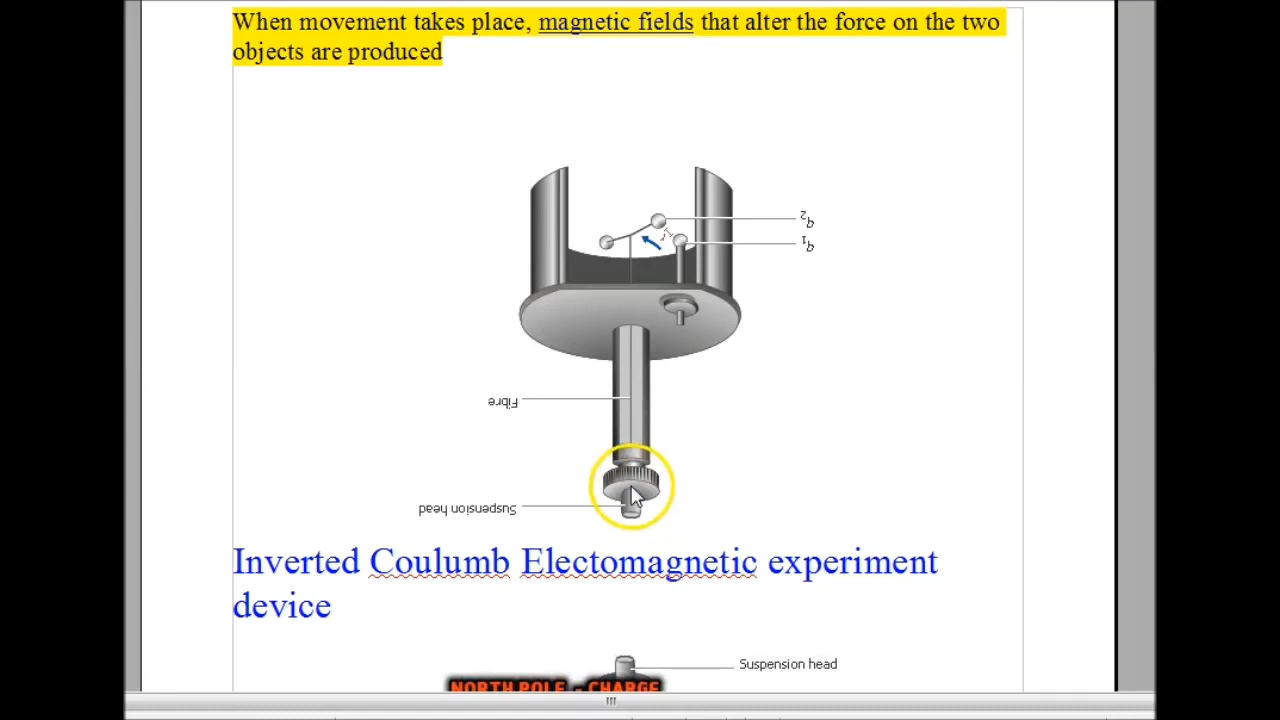 When movement takes place, magnetic fields that alter the force on the two
objects are produced
q2
q1
Fibre
Suspension head
Inverted Coulumb Electomagnetic experiment
device
Suspension head
NORTH POLE - CHARGE